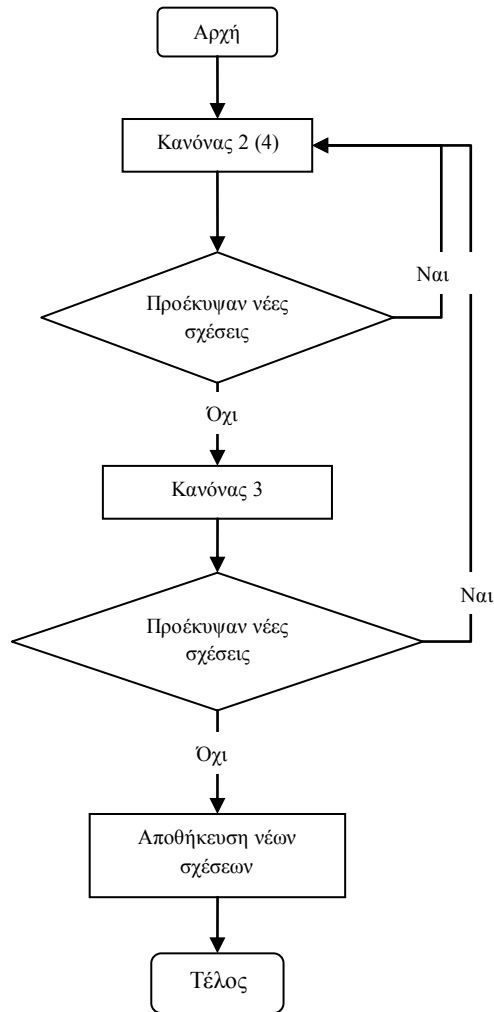 Αρχή
Κανόνας 2 (4)
Ναι
Προέκυψαν νέες
σχέσεις
Όχι
Κανόνας 3
Ναι
Προέκυψαν νέες
σχέσεις
Όχι
Αποθήκευση νέων
σχέσεων
Τέλος